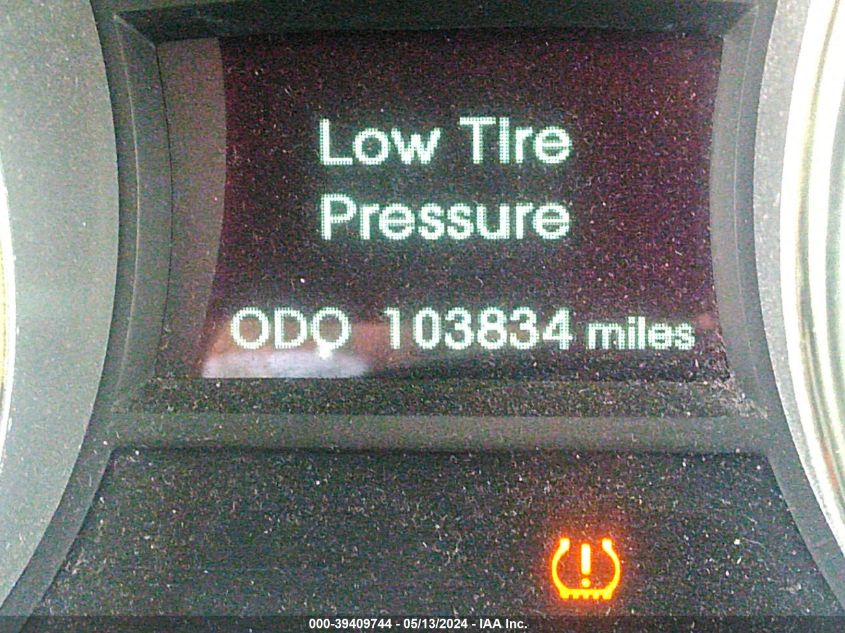 Low TIre
Pressure
ODO 103834 miles
000-39409744 - 05/13/2024 - IAA Inc.